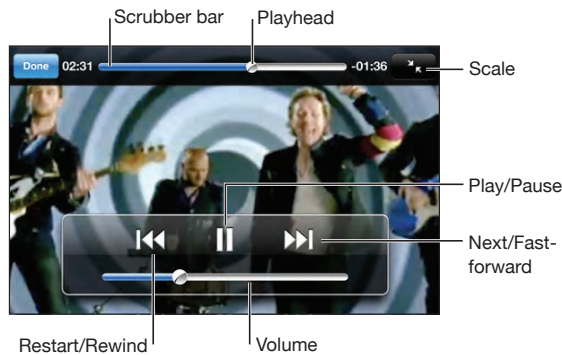 Scrubber bar
Playhead
Done 02:31 -01:36
Scale
Play/Pause
Next/Fast-
forward
Restart/Rewind
Volume